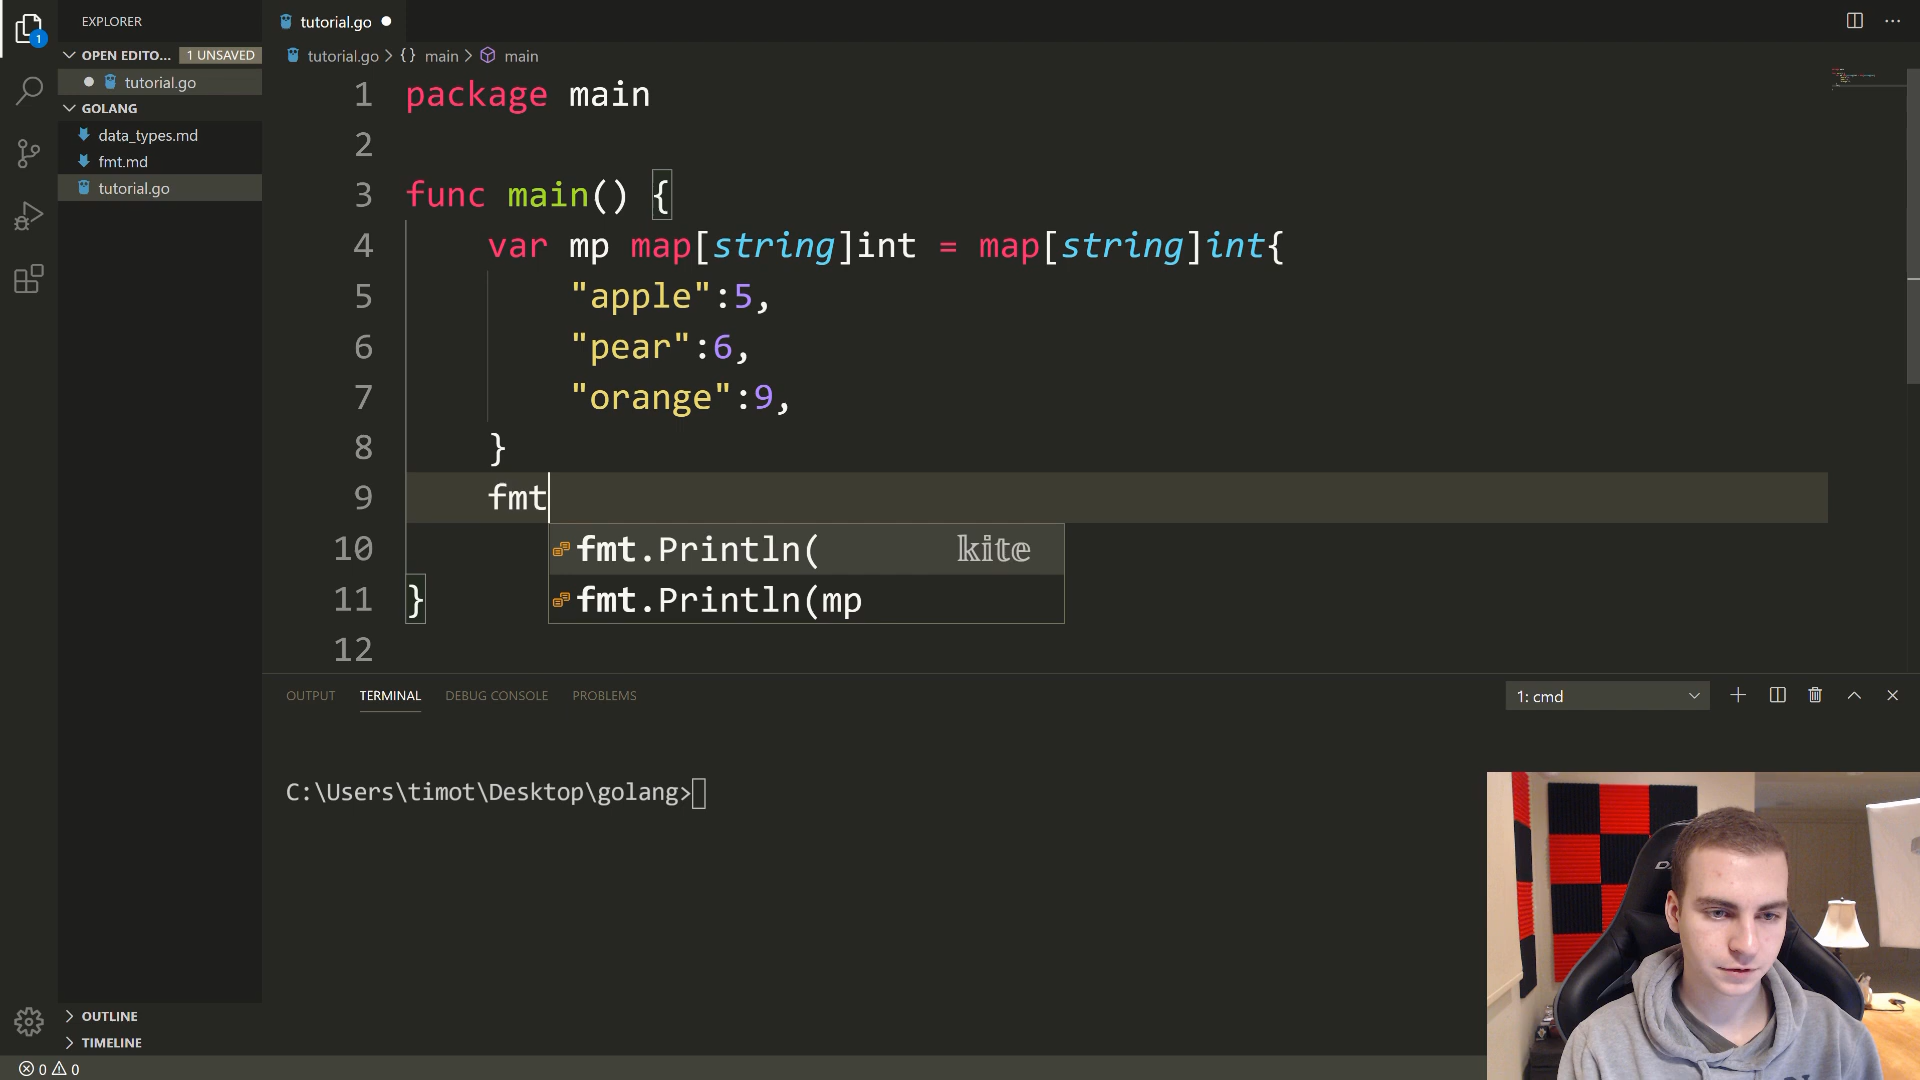 EXPLORER
OPEN EDITO... 1 UNSAVED
tutorial.go
GOLANG
data_types.md
fmt.md
tutorial.go
OUTLINE
TIMELINE
0 0
1
tutorial.go
tutorial.go > {} main > main
1 package main
2
3 func main() {
4 var mp map[string]int = map[string]int{
5 "apple":5,
6 "pear":6,
7 "orange":9,
8 }
9 fmt
10
11 }
12
fmt.Println( kite
fmt.Println(mp
OUTPUT TERMINAL DEBUG CONSOLE PROBLEMS
1: cmd
C:\Users\timot\Desktop\golang>